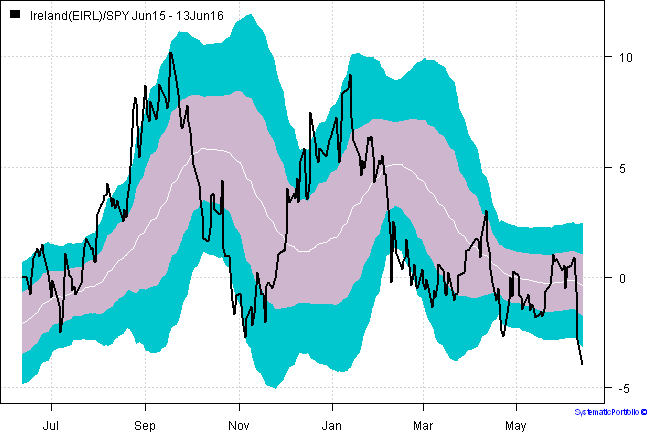 Ireland(EIRL)/SPY Jun15 - 13Jun16
10
5
0
-5
Jul Sep Nov Jan Mar May
SystematicPortfolio ©